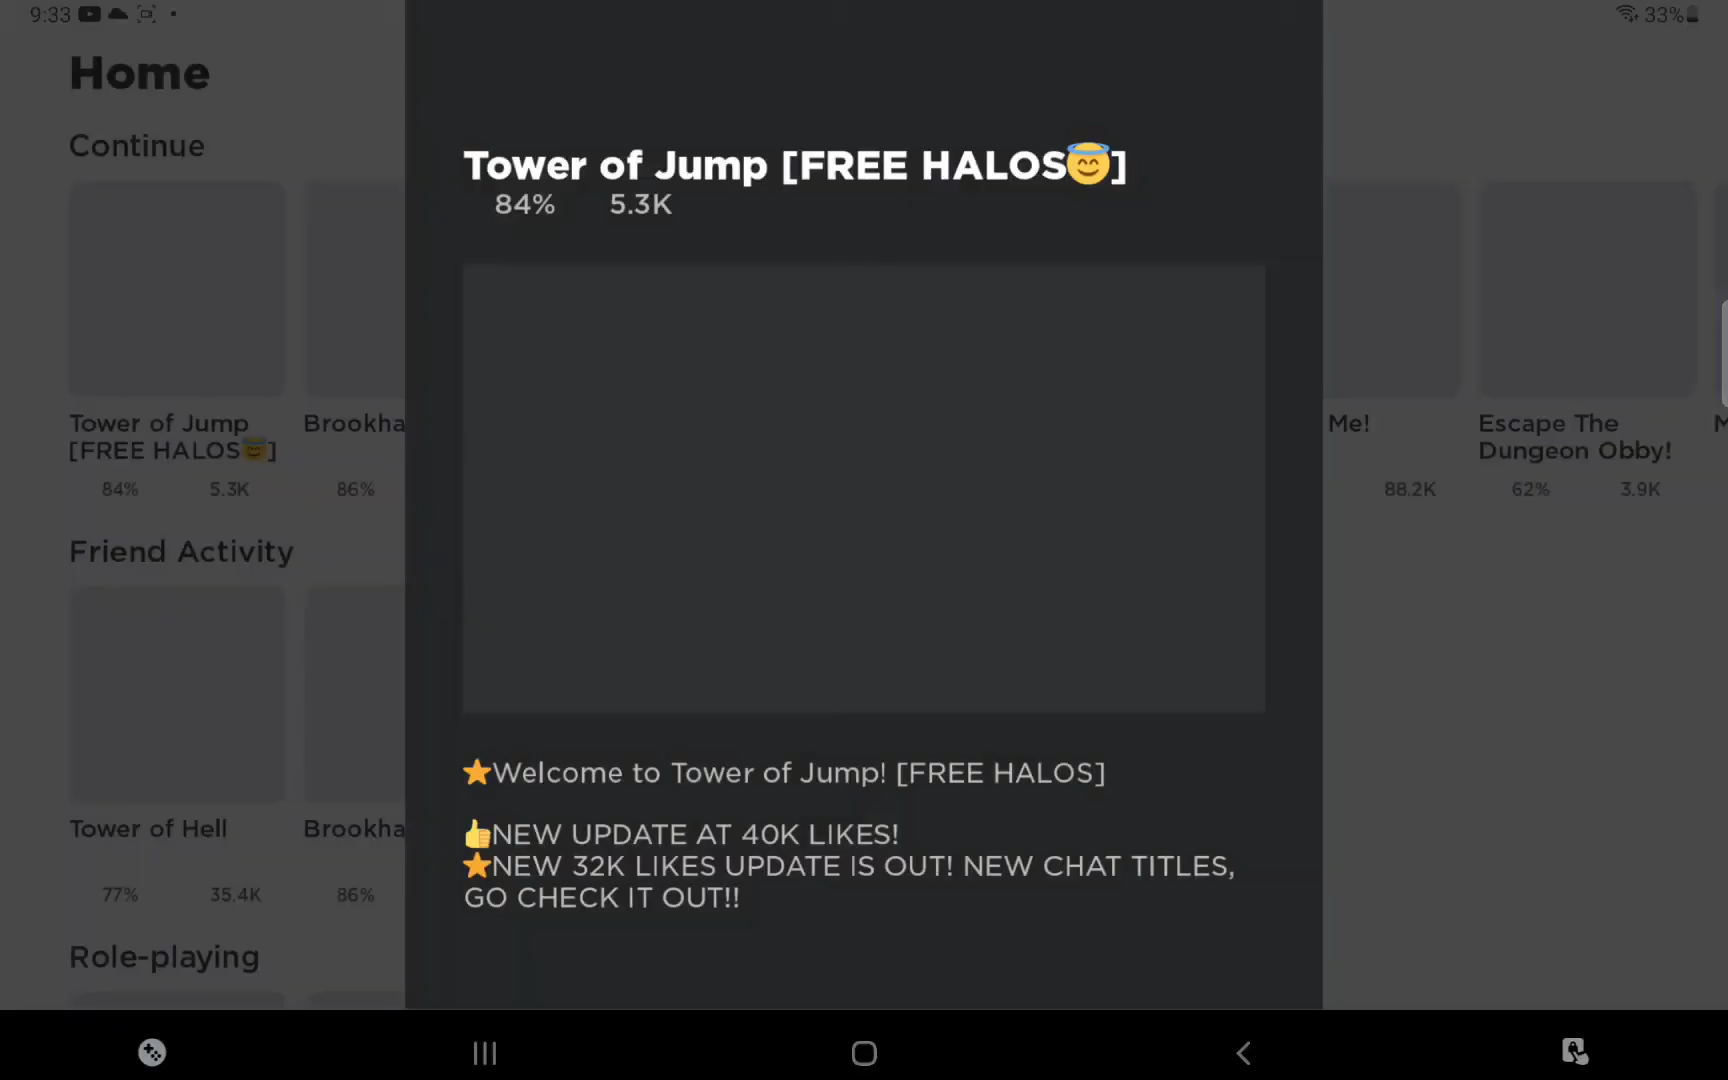 9:33
33%
Home
Continue
Tower of Jump
[FREE HALOS😇]
84% 5.3K
Brookha
86%
Friend Activity
Tower of Hell
77% 35.4K
Brookha
86%
Role-playing
Tower of Jump [FREE HALOS😇]
84% 5.3K
⭐Welcome to Tower of Jump! [FREE HALOS]
👍NEW UPDATE AT 40K LIKES!
⭐NEW 32K LIKES UPDATE IS OUT! NEW CHAT TITLES,
GO CHECK IT OUT!!
Me!
88.2K
Escape The
Dungeon Obby!
62% 3.9K
M